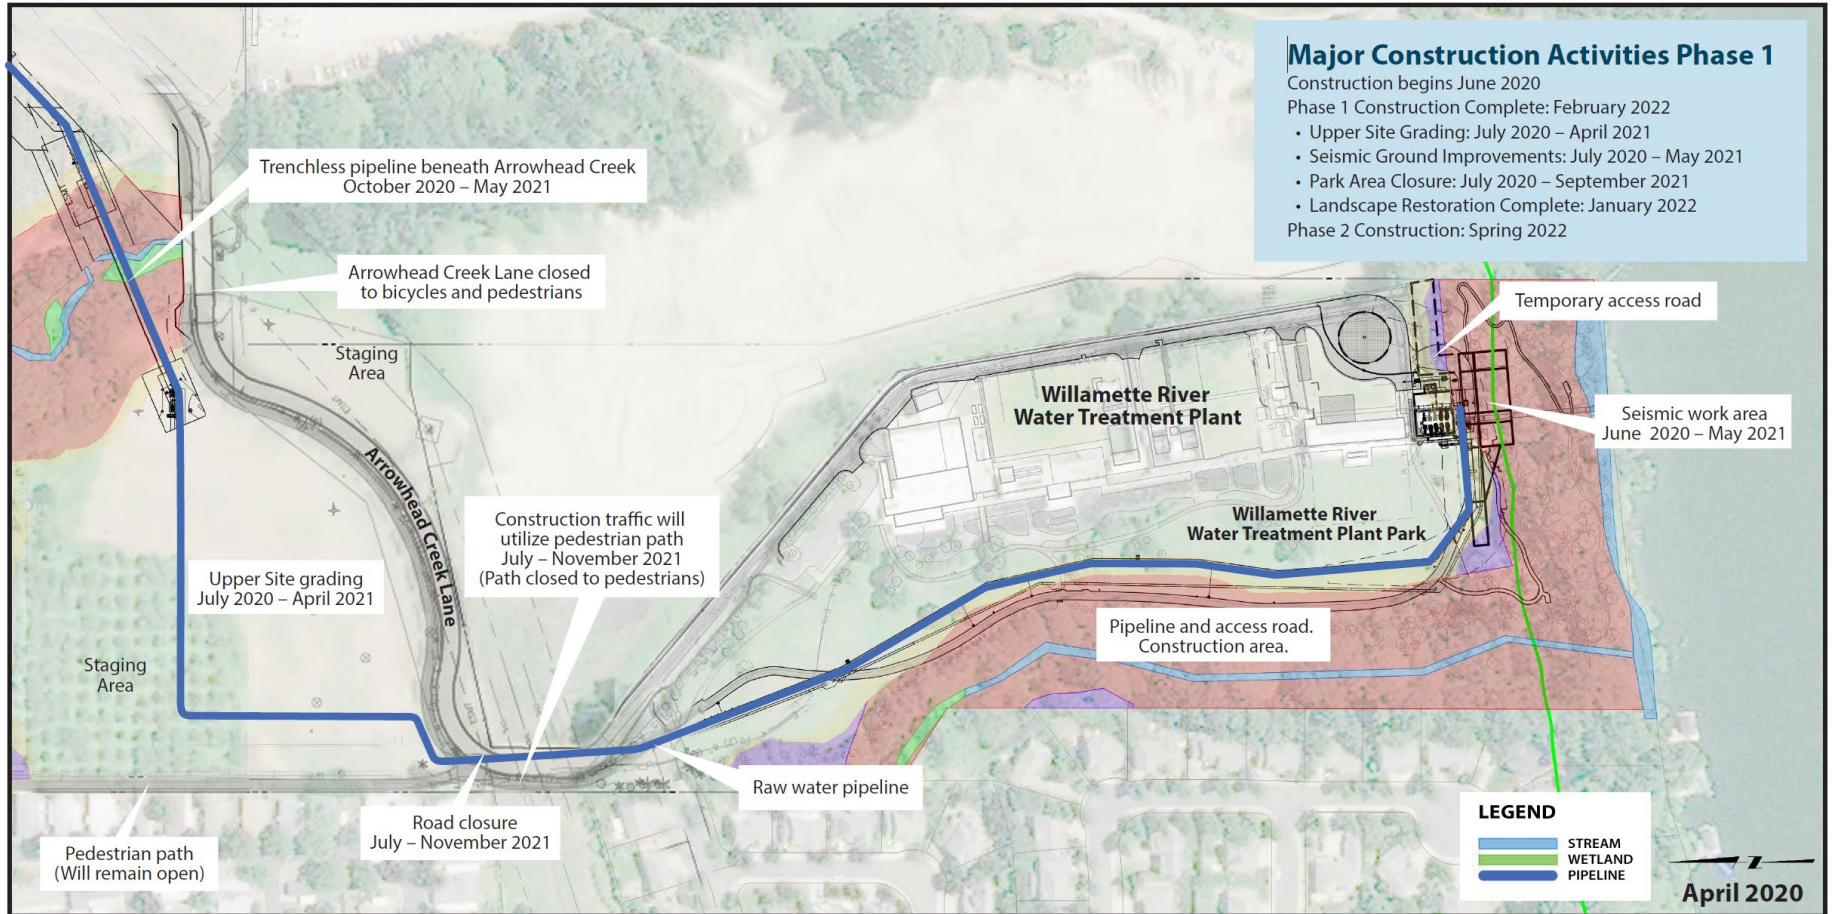 Major Construction Activities Phase 1
Construction begins June 2020
Phase 1 Construction Complete: February 2022
• Upper Site Grading: July 2020 – April 2021
• Seismic Ground Improvements: July 2020 – May 2021
• Park Area Closure: July 2020 – September 2021
• Landscape Restoration Complete: January 2022
Phase 2 Construction: Spring 2022
Trenchless pipeline beneath Arrowhead Creek
October 2020 – May 2021
Arrowhead Creek Lane closed
to bicycles and pedestrians
Temporary access road
Staging
Area
Willamette River
Water Treatment Plant
Seismic work area
June 2020 – May 2021
Arrowhead Creek Lane
Construction traffic will
utilize pedestrian path
July – November 2021
(Path closed to pedestrians)
Willamette River
Water Treatment Plant Park
Upper Site grading
July 2020 – April 2021
Pipeline and access road.
Construction area.
Staging
Area
Raw water pipeline
Road closure
July – November 2021
Pedestrian path
(Will remain open)
LEGEND
STREAM
WETLAND
PIPELINE
Z
April 2020